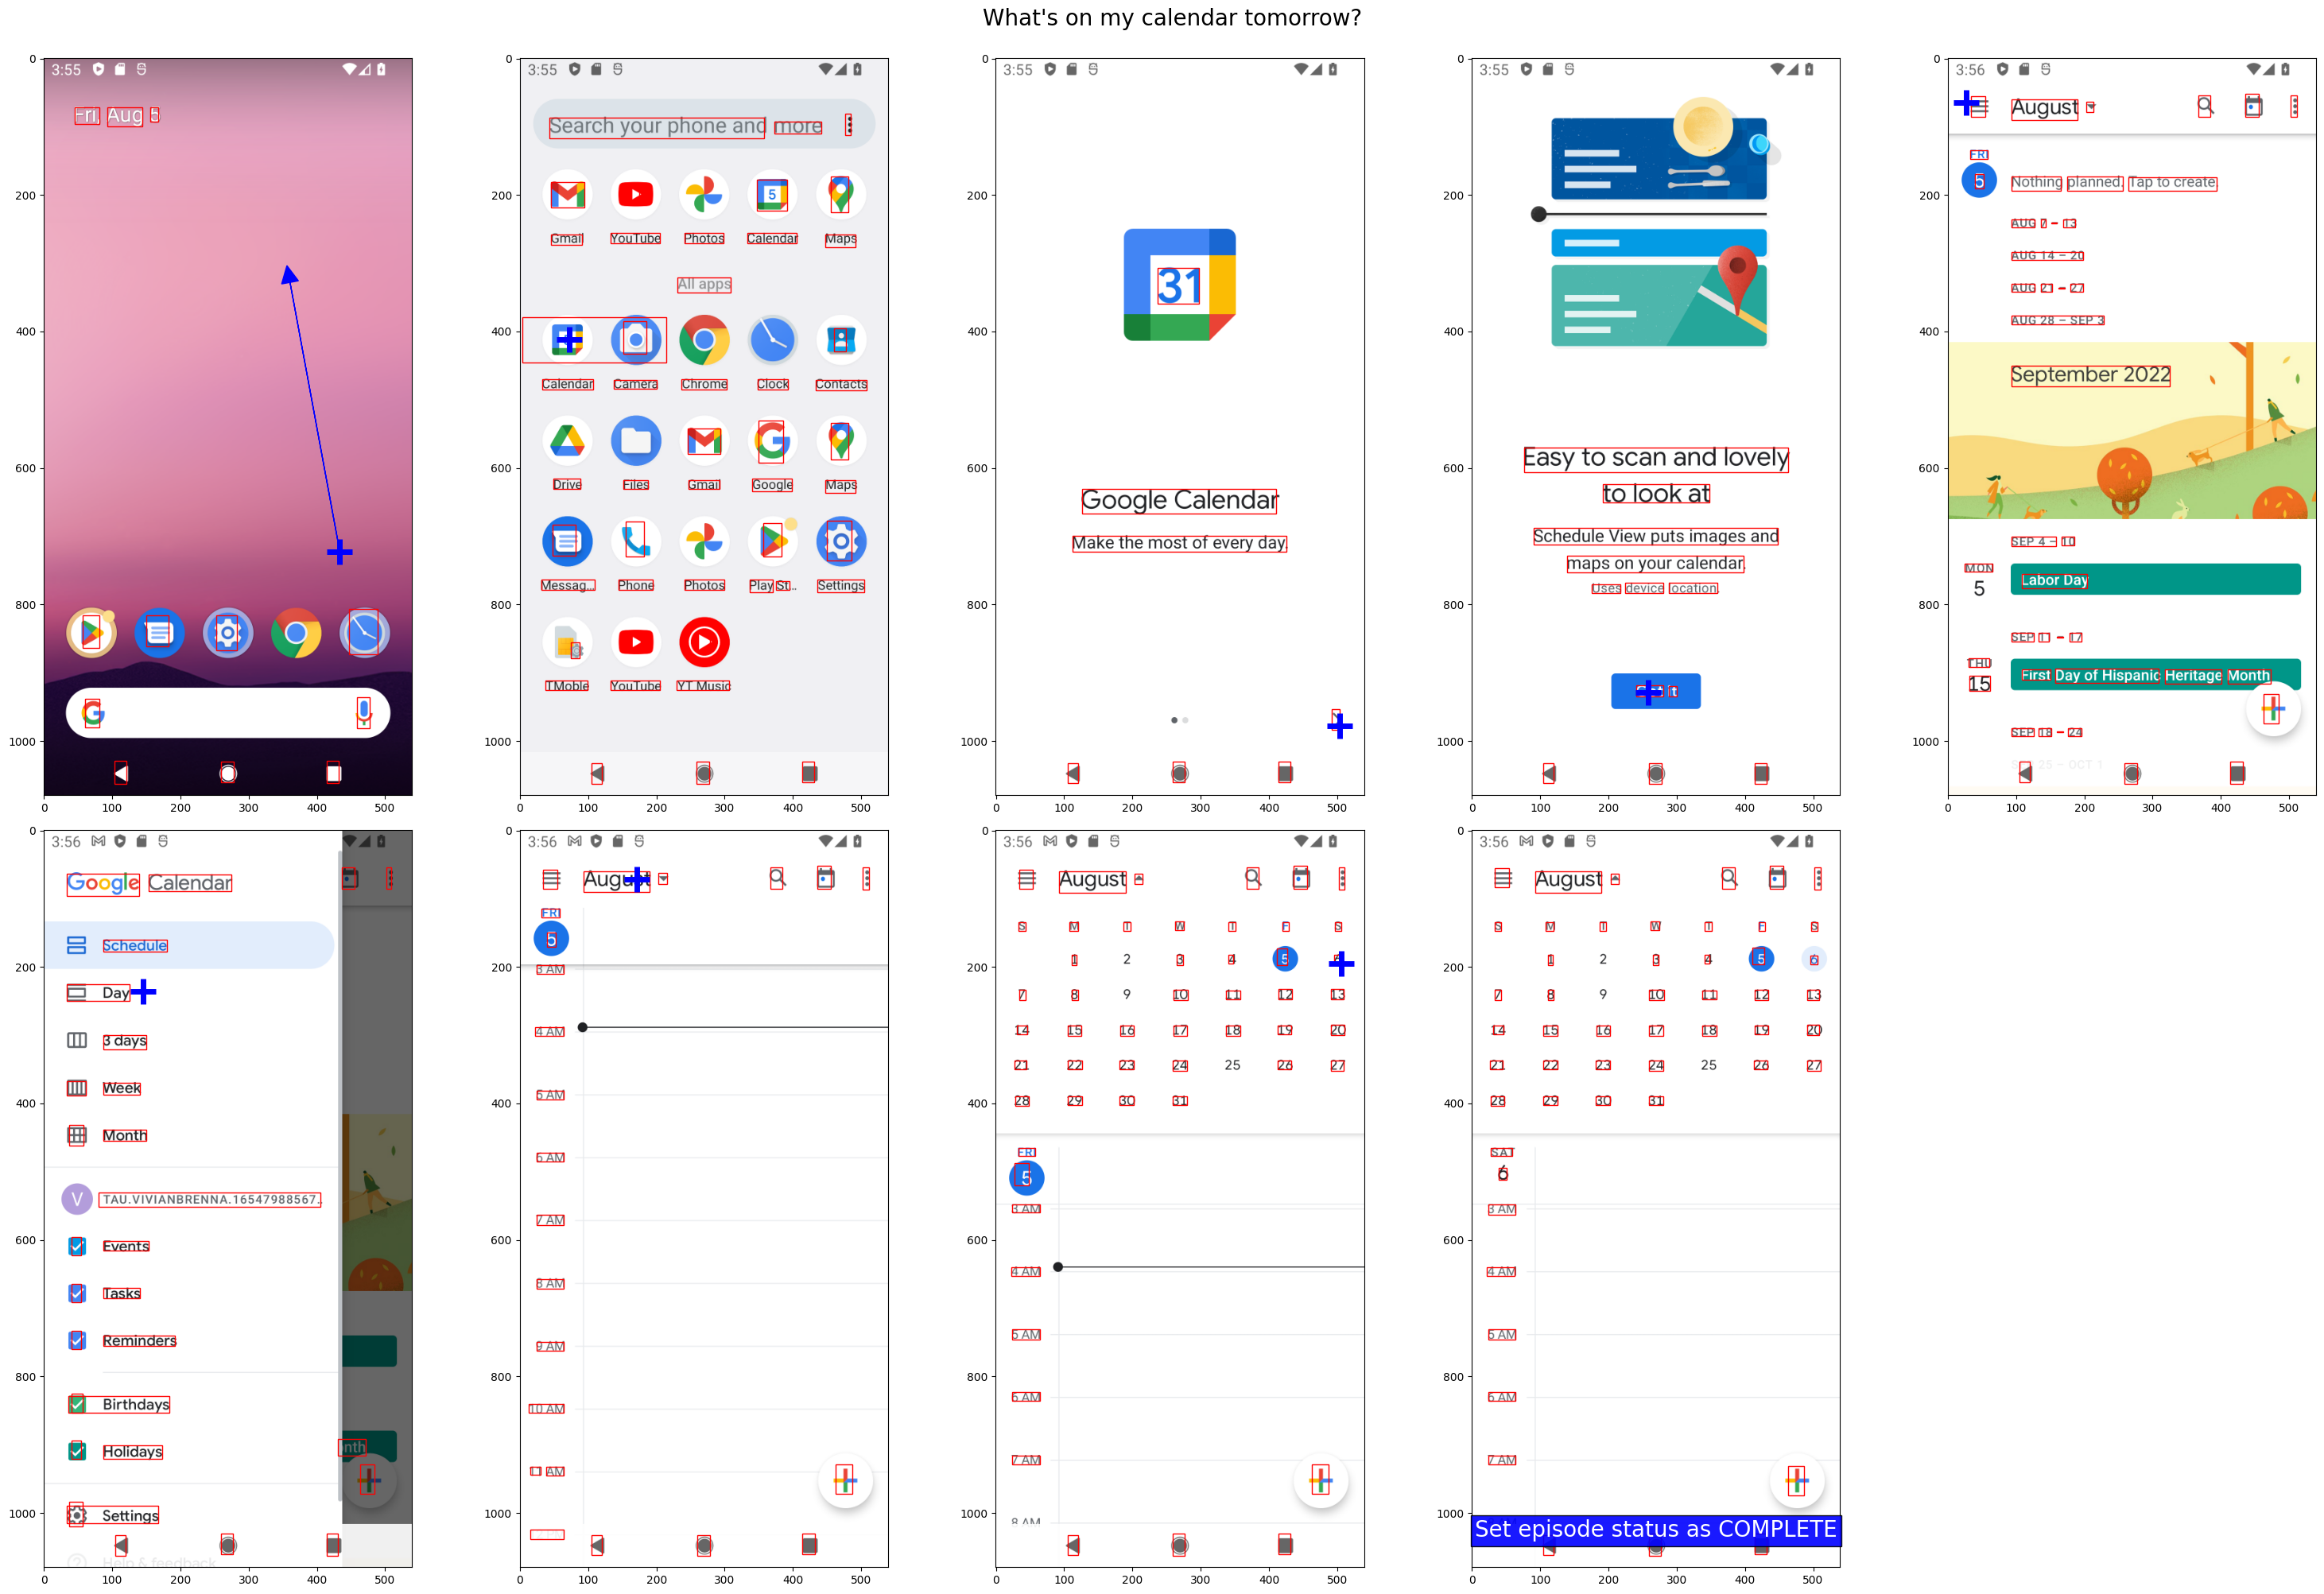 What's on my calendar tomorrow?
3:55
Fri, Aug 5
3:55
Search your phone and more
Gmail YouTube Photos Calendar Maps
All apps
Calendar Camera Chrome Clock Contacts
Drive Files Gmail Google Maps
Messag... Phone Photos Play St... Settings
TMoble YouTube YT Music
3:55
31
Google Calendar
Make the most of every day.
3:55
Easy to scan and lovely
to look at
Schedule View puts images and
maps on your calendar.
Uses device location.
Got it
3:56
August
FRI
5
Nothing planned. Tap to create.
AUG 7 – 13
AUG 14 – 20
AUG 21 – 27
AUG 28 – SEP 3
September 2022
SEP 4 – 10
MON
5
Labor Day
SEP 11 – 17
THU
15
First Day of Hispanic Heritage Month
SEP 18 – 24
SEP 25 – OCT 1
3:56
Google Calendar
Schedule
Day
3 days
Week
Month
V TAU.VIVIANBRENNA.16547988567...
Events
Tasks
Reminders
Birthdays
Holidays
Settings
Help & feedback
3:56
August
FRI
5
3 AM
4 AM
5 AM
6 AM
7 AM
8 AM
9 AM
10 AM
11 AM
3:56
August
S M T W T F S
1 2 3 4 5 6
7 8 9 10 11 12 13
14 15 16 17 18 19 20
21 22 23 24 25 26 27
28 29 30 31
FRI
5
3 AM
4 AM
5 AM
6 AM
7 AM
8 AM
3:56
August
S M T W T F S
1 2 3 4 5 6
7 8 9 10 11 12 13
14 15 16 17 18 19 20
21 22 23 24 25 26 27
28 29 30 31
SAT
6
3 AM
4 AM
5 AM
6 AM
7 AM
Set episode status as COMPLETE